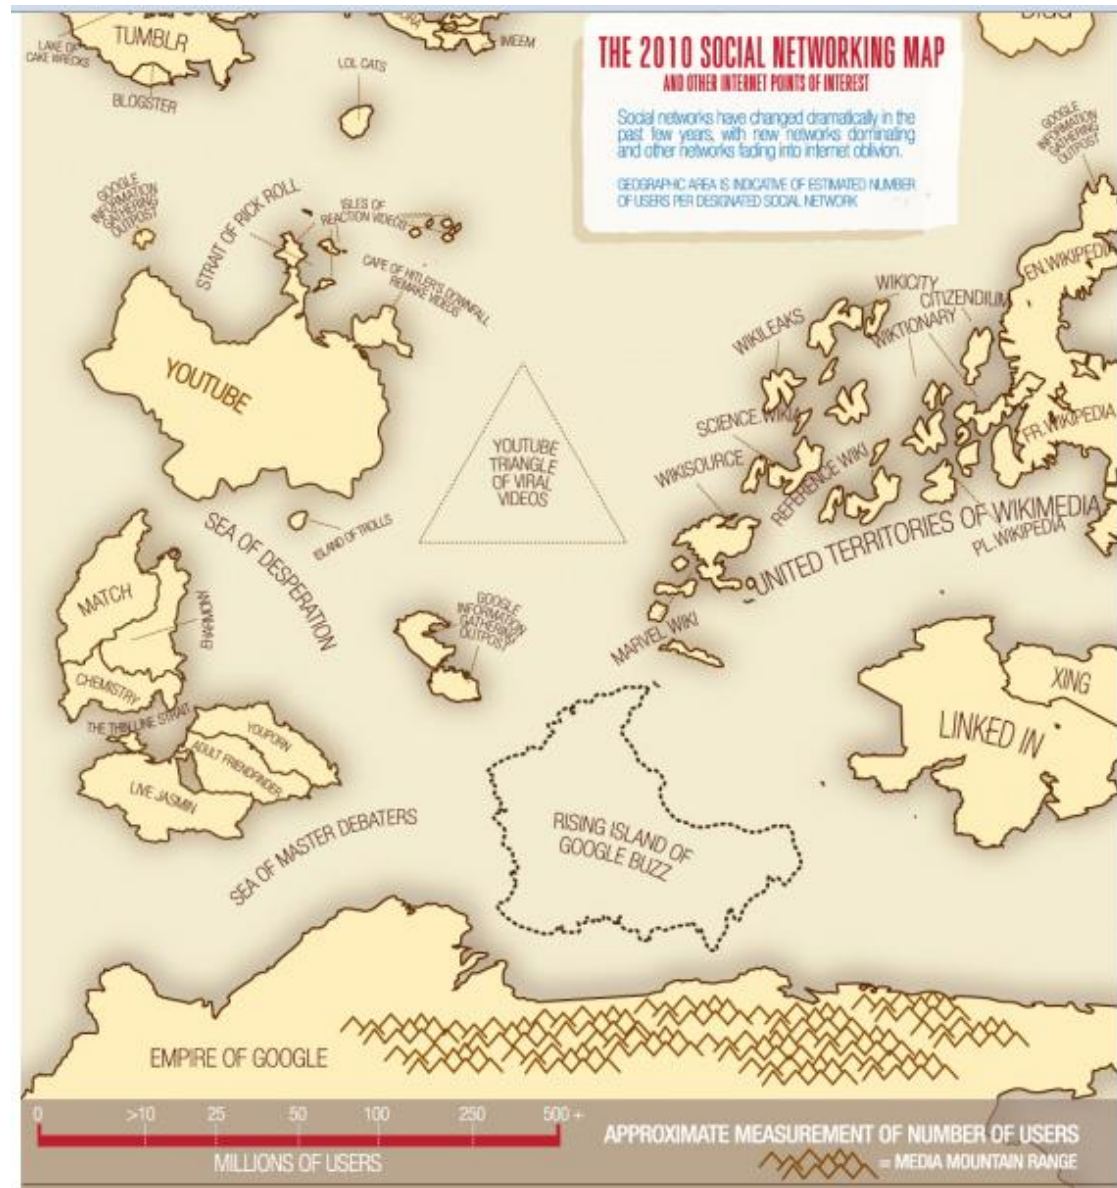 TUMBLR
LAKE OF
CAKE WRECKS
BLOGSTER
IMEEM
LOL CATS
THE 2010 SOCIAL NETWORKING MAP
AND OTHER INTERNET POINTS OF INTEREST
Social networks have changed dramatically in the
past few years, with new networks dominating
and other networks fading into internet oblivion.
GEOGRAPHIC AREA IS INDICATIVE OF ESTIMATED NUMBER
OF USERS PER DESIGNATED SOCIAL NETWORK
GOOGLE
INFORMATION
GATHERING
OUTPOST
GOOGLE
INFORMATION
GATHERING
OUTPOST
STRAIT OF RICK ROLL
ISLES OF
REACTION VIDEOS
CAPE OF HITLER'S DOWNFALL
REMAKE VIDEOS
YOUTUBE
YOUTUBE
TRIANGLE
OF VIRAL
VIDEOS
ISLAND OF TROLLS
EN.WIKIPEDIA
WIKICITY
CITIZENDIUM
WIKTIONARY
WIKILEAKS
SCIENCE.WIKIA
FR.WIKIPEDIA
WIKISOURCE
REFERENCE WIKI
UNITED TERRITORIES OF WIKIMEDIA
PL.WIKIPEDIA
MARVEL WIKI
SEA OF DESPERATION
MATCH
EHARMONY
CHEMISTRY
THE THIN LINE STRAIT
YOUPORN
ADULT FRIENDFINDER
LIVE JASMIN
GOOGLE
INFORMATION
GATHERING
OUTPOST
XING
LINKED IN
SEA OF MASTER DEBATERS
RISING ISLAND OF
GOOGLE BUZZ
EMPIRE OF GOOGLE
0 >10 25 50 100 250 500 +
MILLIONS OF USERS
APPROXIMATE MEASUREMENT OF NUMBER OF USERS
= MEDIA MOUNTAIN RANGE